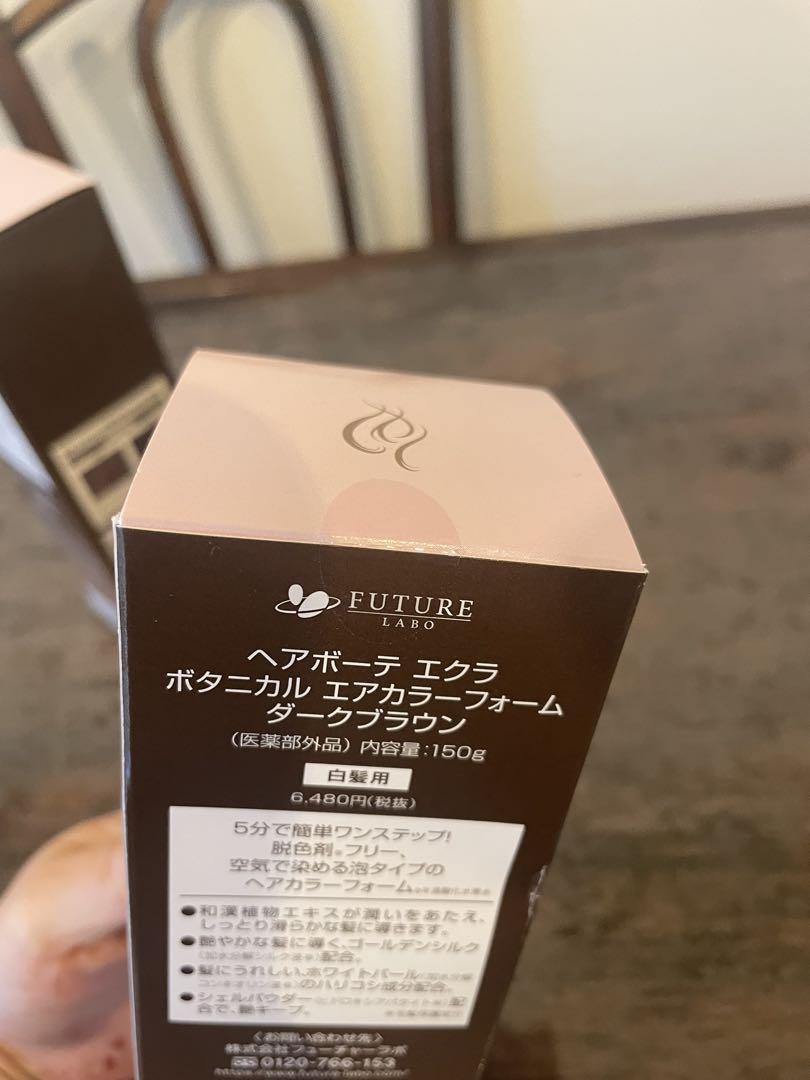 FUTURE
LABO
ヘアボーテ エクラ
ボタニカル エアカラーフォーム
ダークブラウン
（医薬部外品）内容量:150g
白髪用
6,480円(税抜)
5分で簡単ワンステップ!
脱色剤※フリー、
空気で染める泡タイプの
ヘアカラーフォーム
●和漢植物エキスが潤いをあたえ、
しっとり滑らかな髪に導きます。
●艶やかな髪に導く、ゴールデンシルク
配合。
●髪にうれしい、ホワイトパール
のハリコシ成分配合。
●シェルパウダー 配
合で、艶キープ。
〈お問い合わせ先〉
株式会社フューチャーラボ
0120-766-153
https://www.future-labo.com/